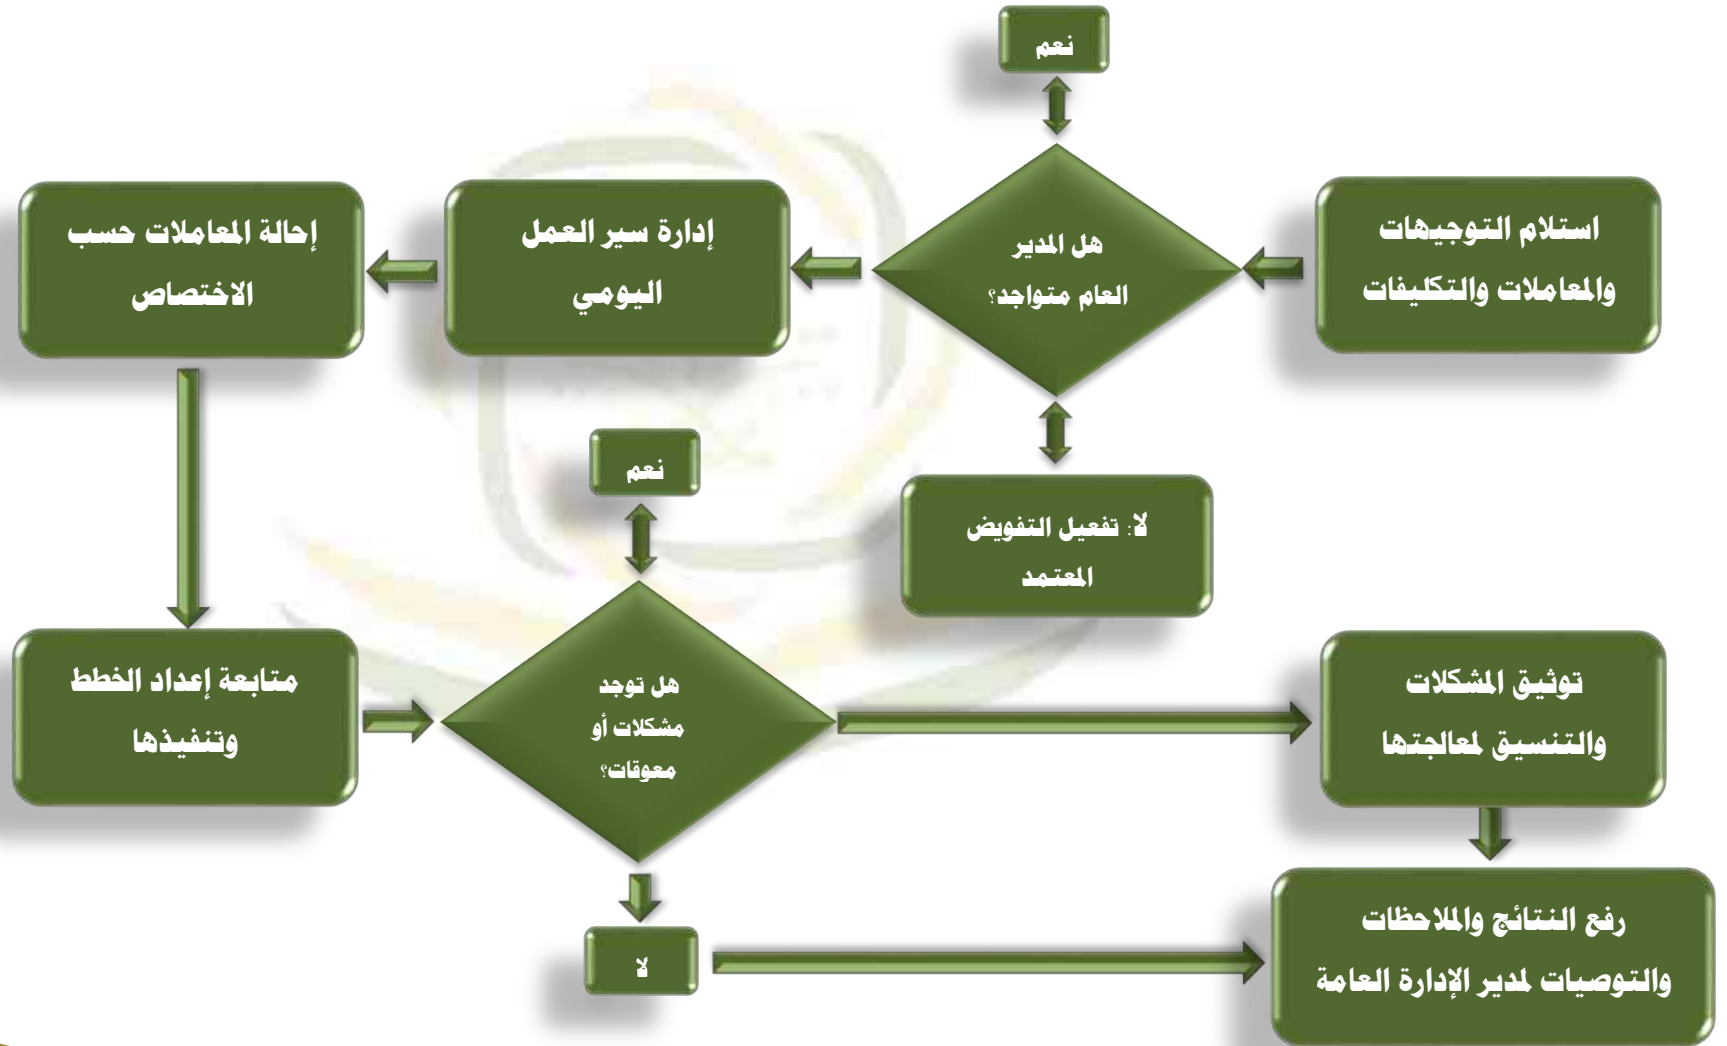 نعم
استلام التوجيهات
والمعاملات والتكليفات
هل المدير
العام متواجد؟
إدارة سير العمل
اليومي
إحالة المعاملات حسب
الاختصاص
لا: تفعيل التفويض
المعتمد
نعم
متابعة إعداد الخطط
وتنفيذها
هل توجد
مشكلات أو
معوقات؟
توثيق المشكلات
والتنسيق لمعالجتها
لا
رفع النتائج والملاحظات
والتوصيات لمدير الإدارة العامة